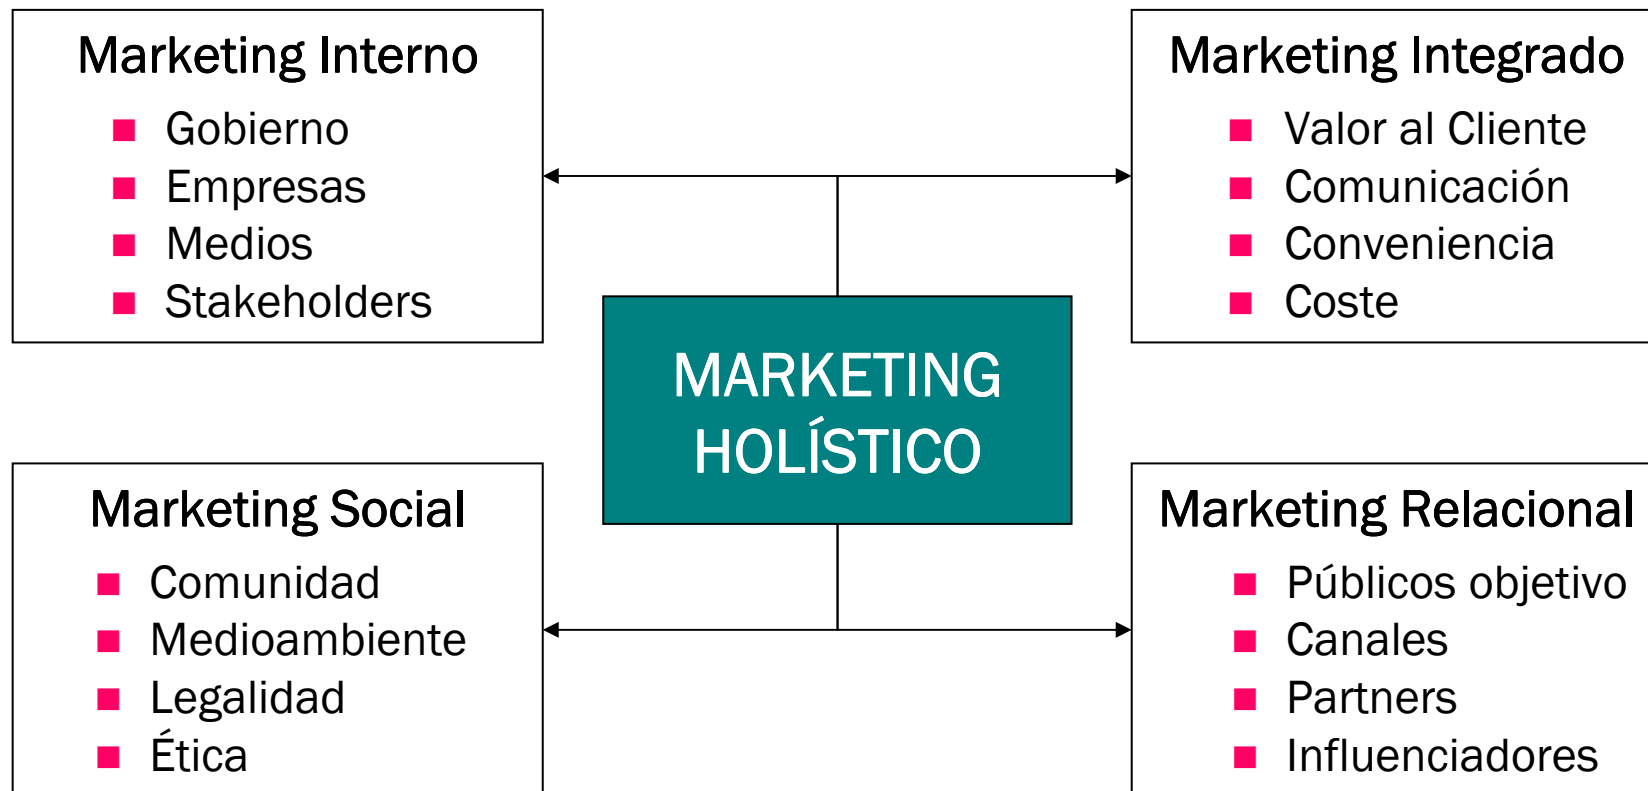 Marketing Interno
Gobierno
Empresas
Medios
Stakeholders
Marketing Integrado
Valor al Cliente
Comunicación
Conveniencia
Coste
MARKETING
HOLÍSTICO
Marketing Social
Comunidad
Medioambiente
Legalidad
Ética
Marketing Relacional
Públicos objetivo
Canales
Partners
Influenciadores